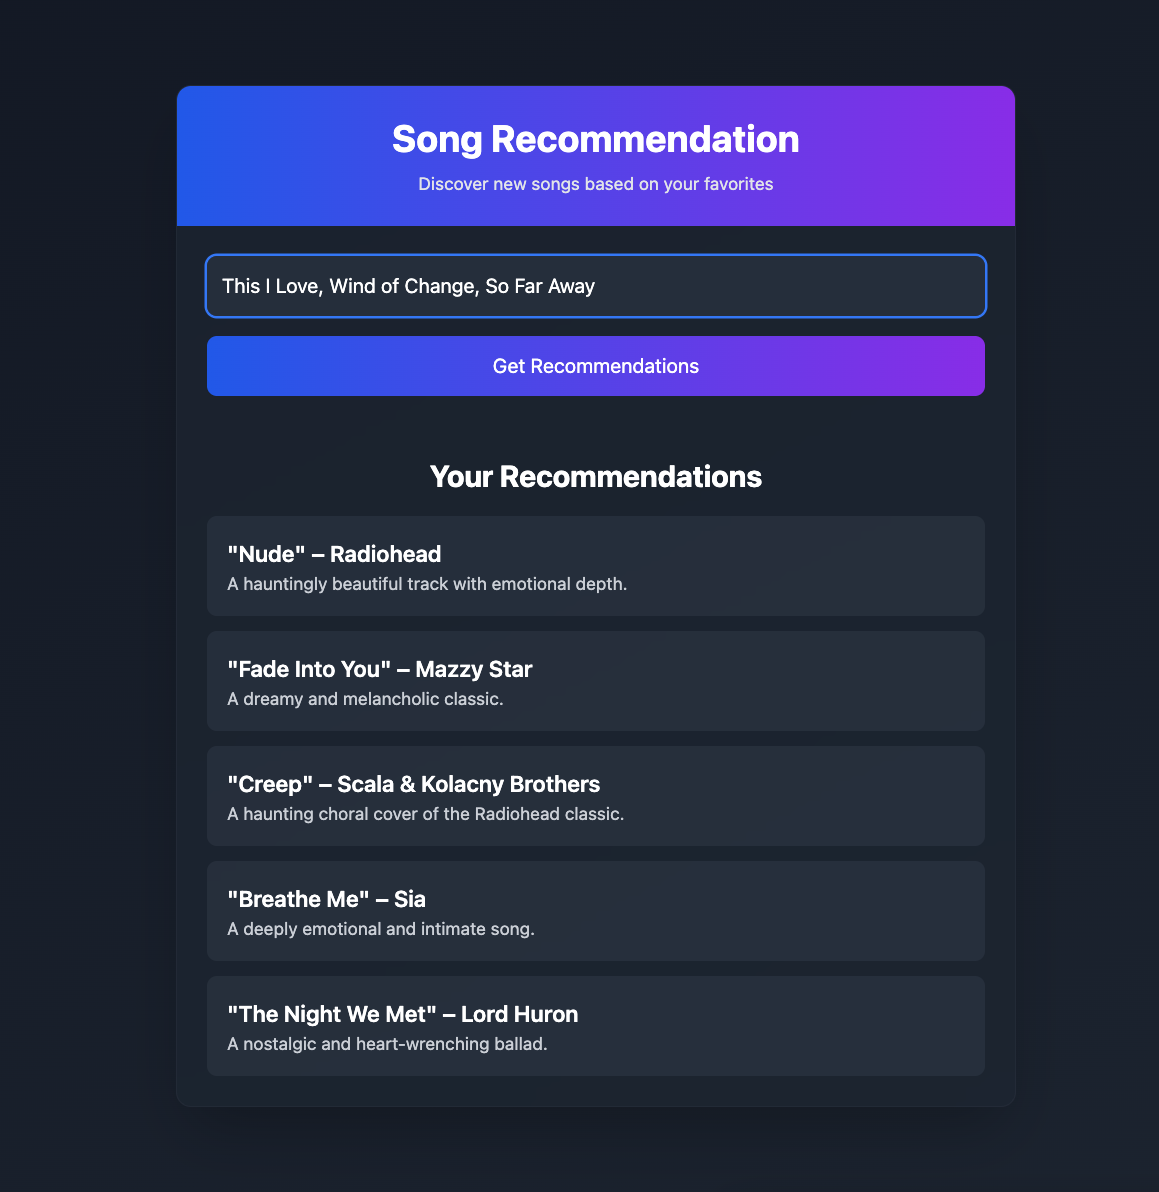 Song Recommendation
Discover new songs based on your favorites
This I Love, Wind of Change, So Far Away
Get Recommendations
Your Recommendations
"Nude" – Radiohead
A hauntingly beautiful track with emotional depth.
"Fade Into You" – Mazzy Star
A dreamy and melancholic classic.
"Creep" – Scala & Kolacny Brothers
A haunting choral cover of the Radiohead classic.
"Breathe Me" – Sia
A deeply emotional and intimate song.
"The Night We Met" – Lord Huron
A nostalgic and heart-wrenching ballad.